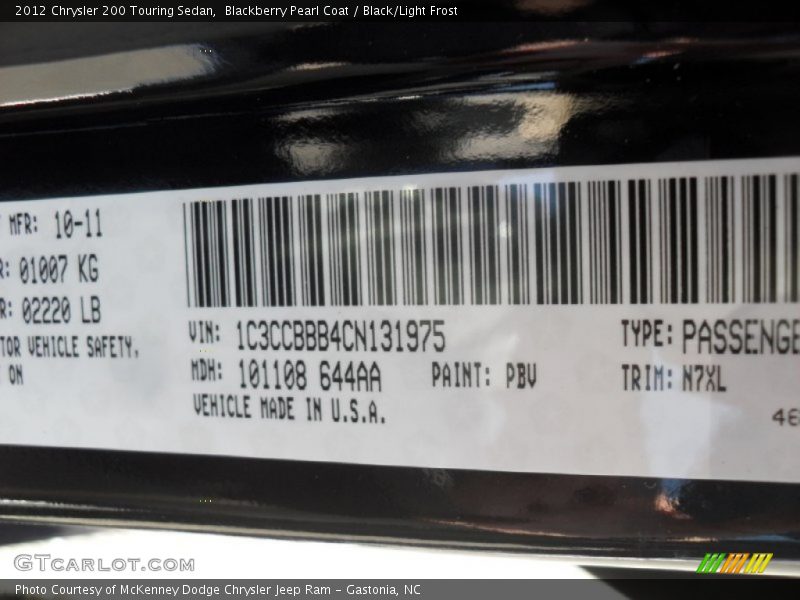 2012 Chrysler 200 Touring Sedan, Blackberry Pearl Coat / Black/Light Frost
MFR: 10-11
R: 01007 KG
R: 02220 LB
TOR VEHICLE SAFETY,
ON
VIN: 1C3CCBBB4CN131975
TYPE: PASSENGE
MDH: 101108 644AA
PAINT: PBV
TRIM: N7XL
VEHICLE MADE IN U.S.A.
GTCARLOT.COM
Photo Courtesy of McKenney Dodge Chrysler Jeep Ram - Gastonia, NC